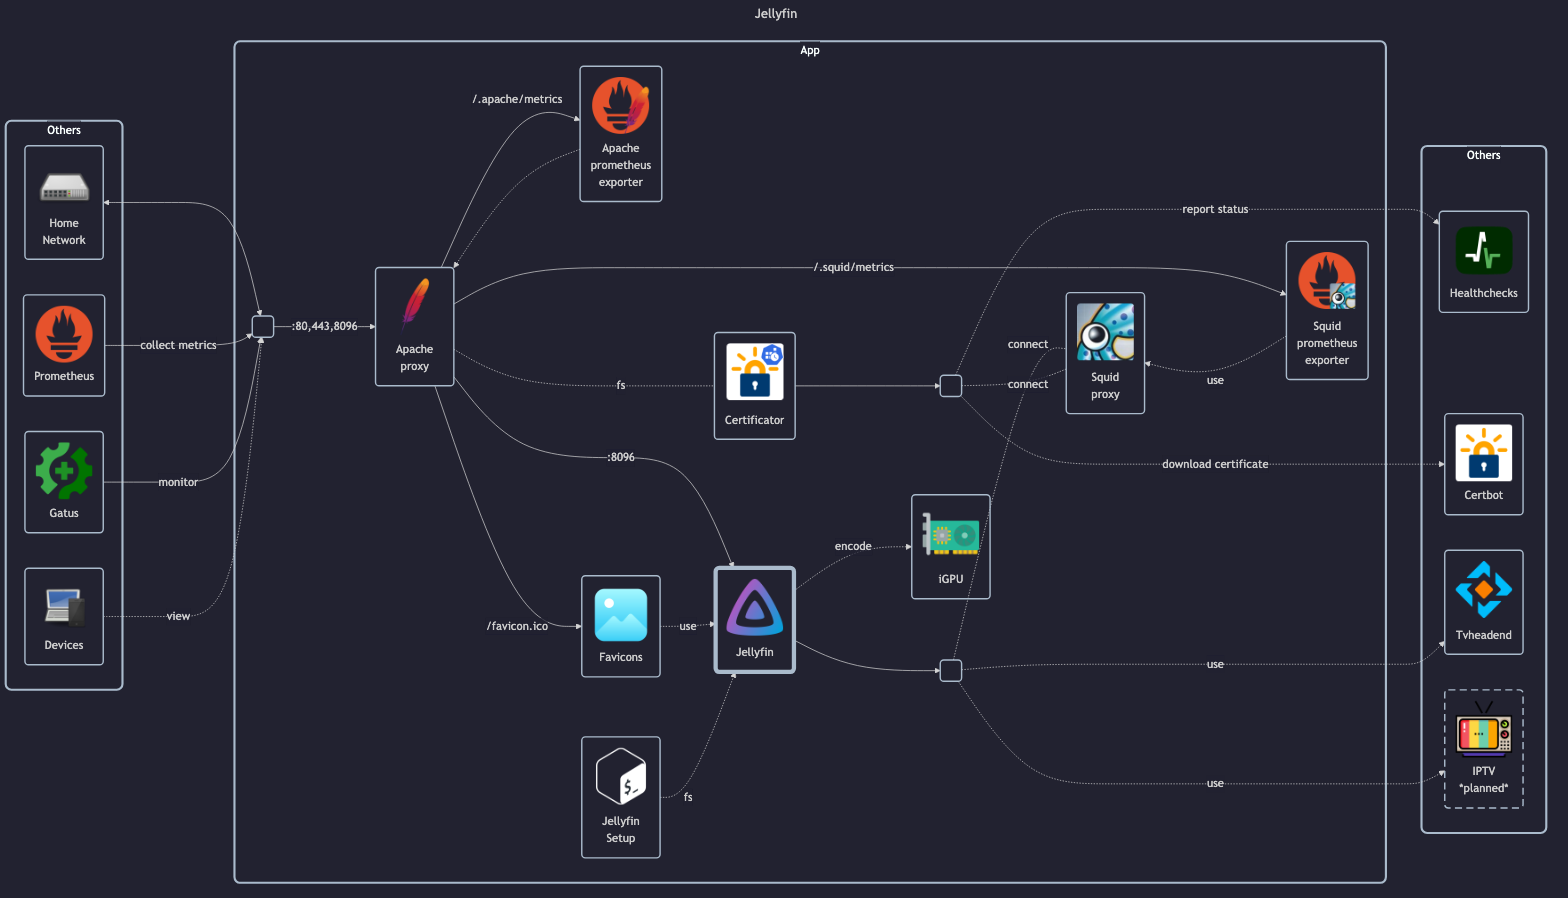 Jellyfin
App
Others
Home
Network
Prometheus
Gatus
Devices
collect metrics
monitor
view
:80,443,8096
Apache
proxy
/.apache/metrics
Apache
prometheus
exporter
/.squid/metrics
fs
:8096
/favicon.ico
Favicons
use
Jellyfin
Setup
$_
fs
Certificator
Jellyfin
encode
iGPU
connect
connect
Squid
proxy
use
Squid
prometheus
exporter
report status
download certificate
use
use
Others
Healthchecks
Certbot
Tvheadend
!
...
IPTV
*planned*